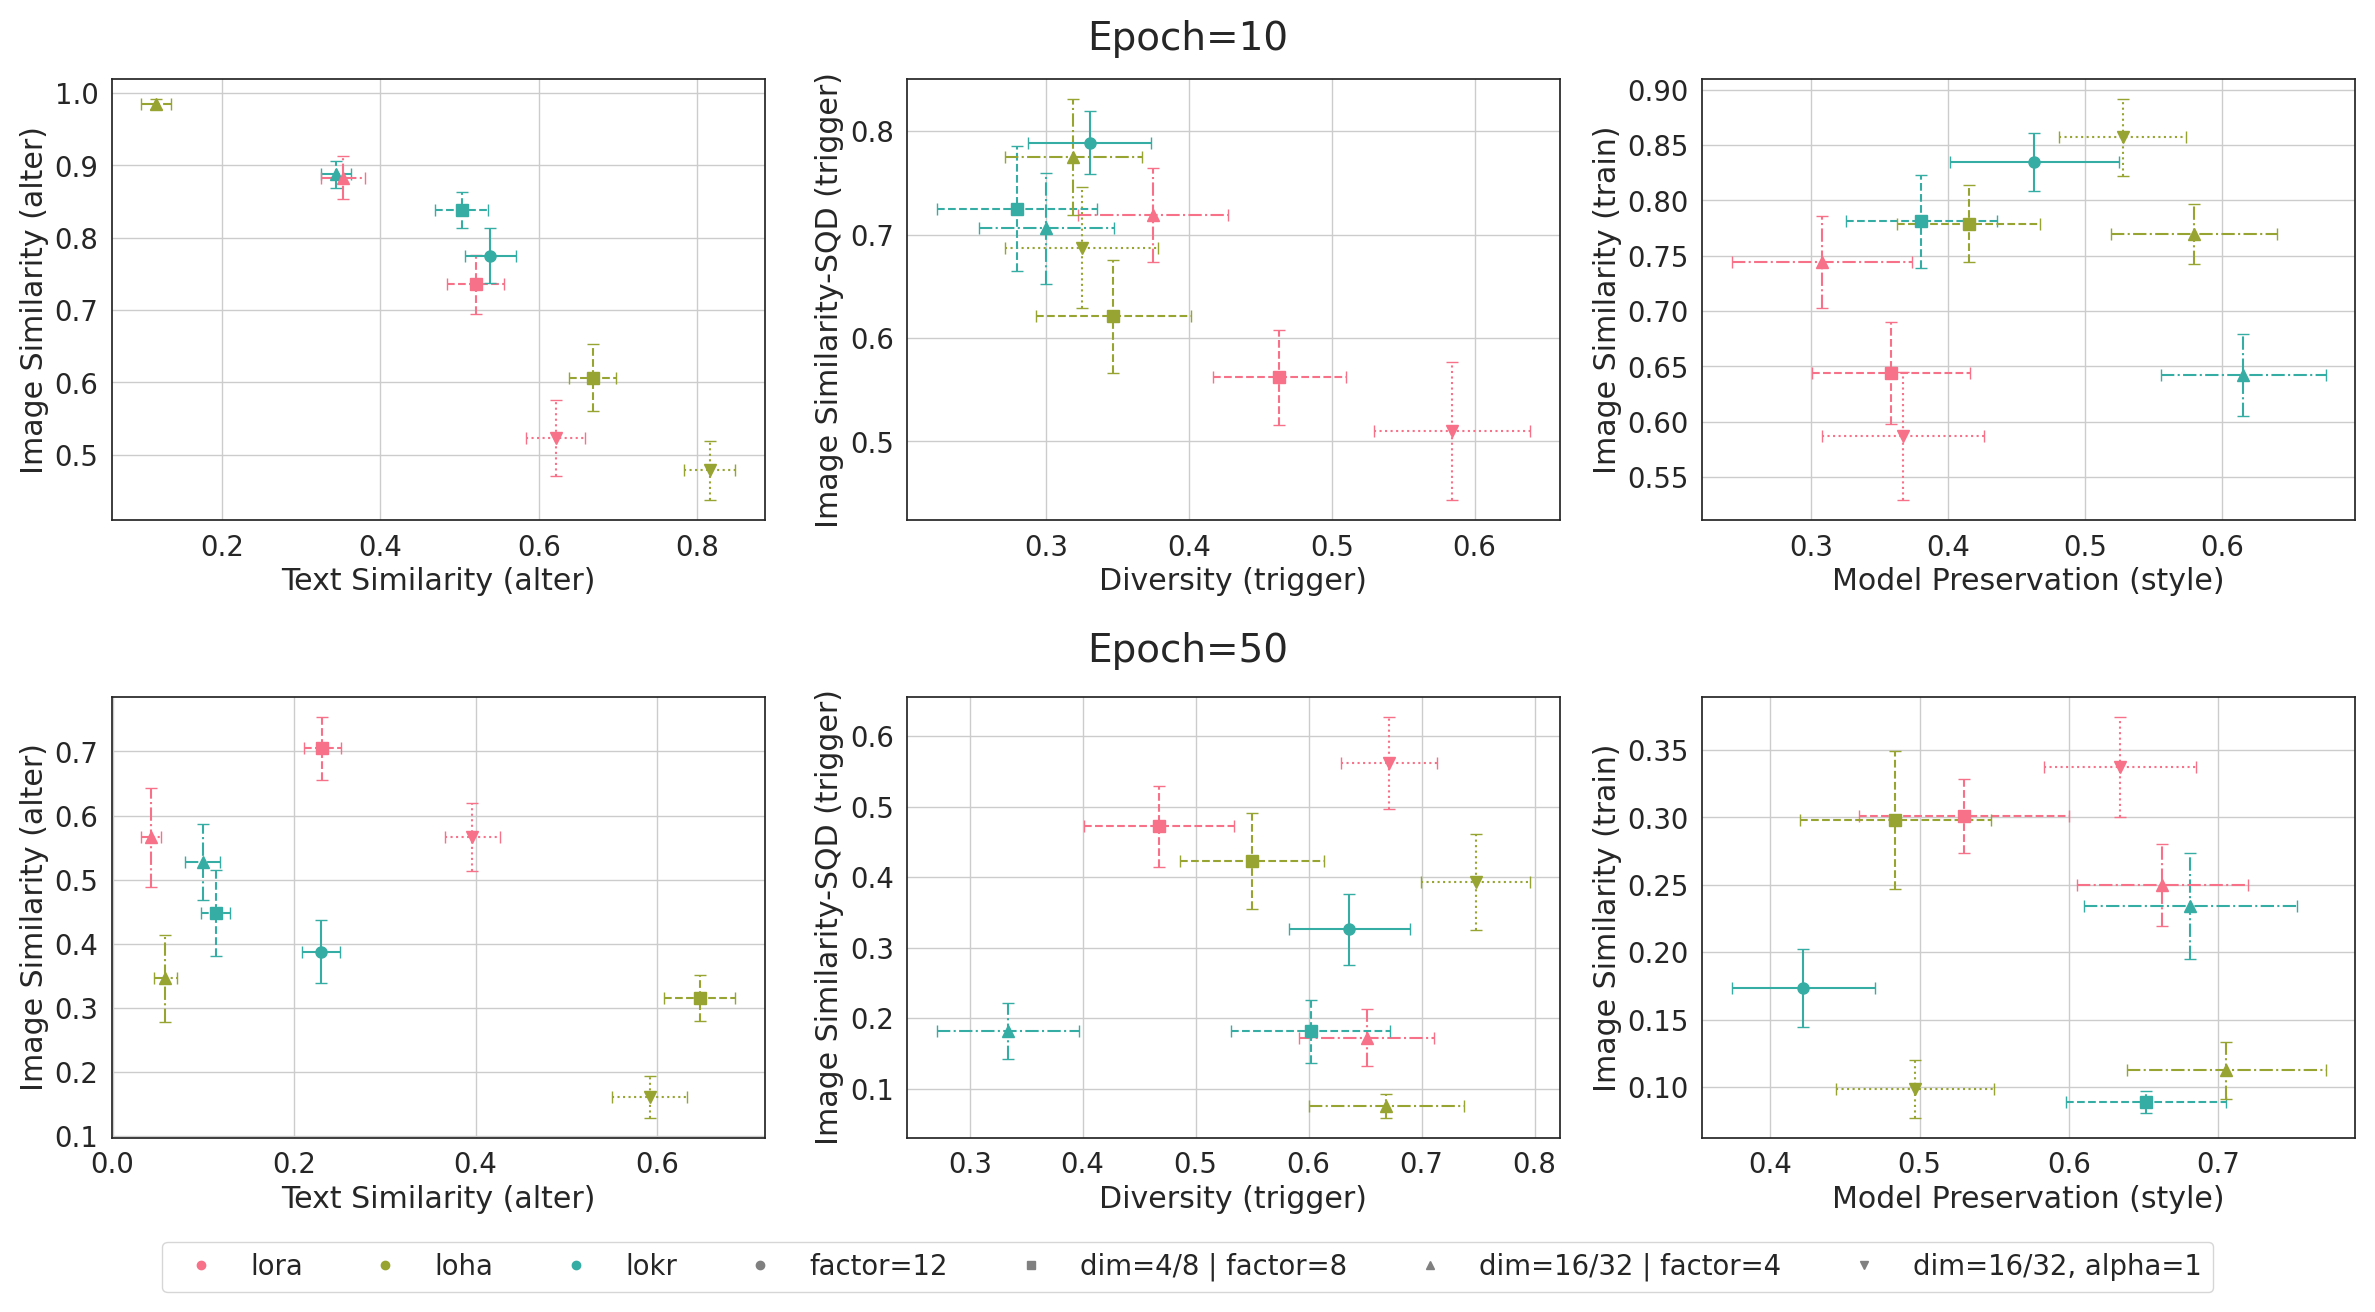 Epoch=10
Image Similarity (alter)
1.0
0.9
0.8
0.7
0.6
0.5
0.2 0.4 0.6 0.8
Text Similarity (alter)
Image Similarity-SQD (trigger)
0.8
0.7
0.6
0.5
0.3 0.4 0.5 0.6
Diversity (trigger)
Image Similarity (train)
0.90
0.85
0.80
0.75
0.70
0.65
0.60
0.55
0.3 0.4 0.5 0.6
Model Preservation (style)
Epoch=50
Image Similarity (alter)
0.7
0.6
0.5
0.4
0.3
0.2
0.1
0.0 0.2 0.4 0.6
Text Similarity (alter)
Image Similarity-SQD (trigger)
0.6
0.5
0.4
0.3
0.2
0.1
0.3 0.4 0.5 0.6 0.7 0.8
Diversity (trigger)
Image Similarity (train)
0.35
0.30
0.25
0.20
0.15
0.10
0.4 0.5 0.6 0.7
Model Preservation (style)
lora loha lokr factor=12 dim=4/8 | factor=8 dim=16/32 | factor=4 dim=16/32, alpha=1